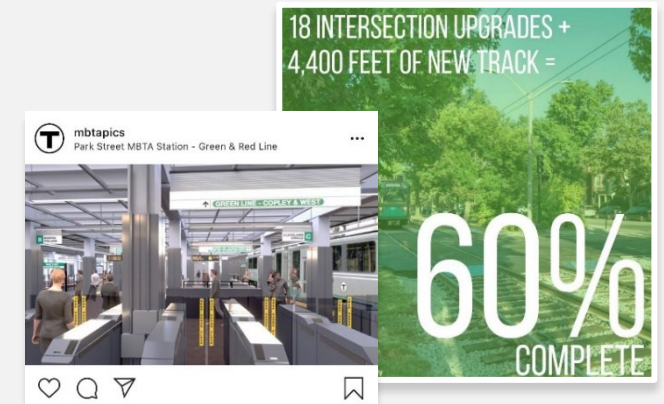 18 INTERSECTION UPGRADES +
4,400 FEET OF NEW TRACK =
60%
COMPLETE
T
mbtapics
Park Street MBTA Station - Green & Red Line
GREEN LINE - COPLEY & WEST